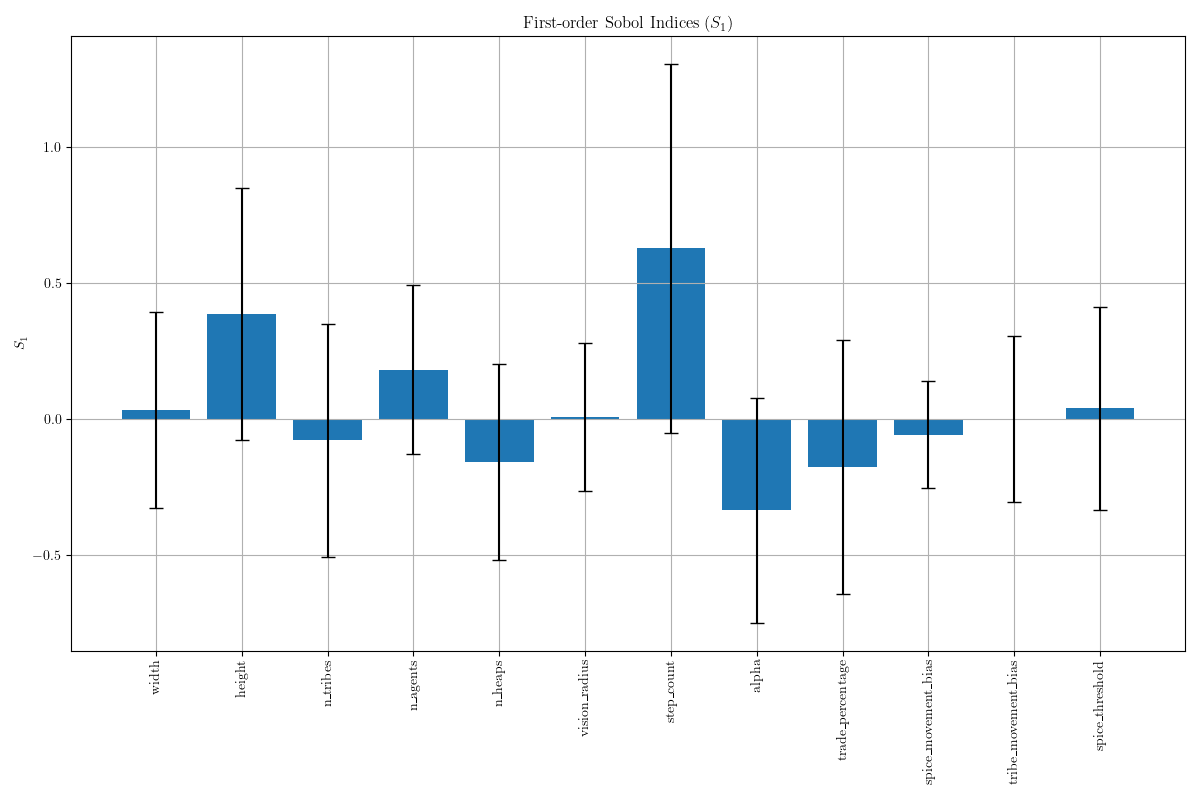 First-order Sobol Indices (S₁)
S₁
1.0
0.5
0.0
−0.5
width
height
n_tribes
n_agents
n_heaps
vision_radius
step_count
alpha
trade_percentage
spice_movement_bias
tribe_movement_bias
spice_threshold